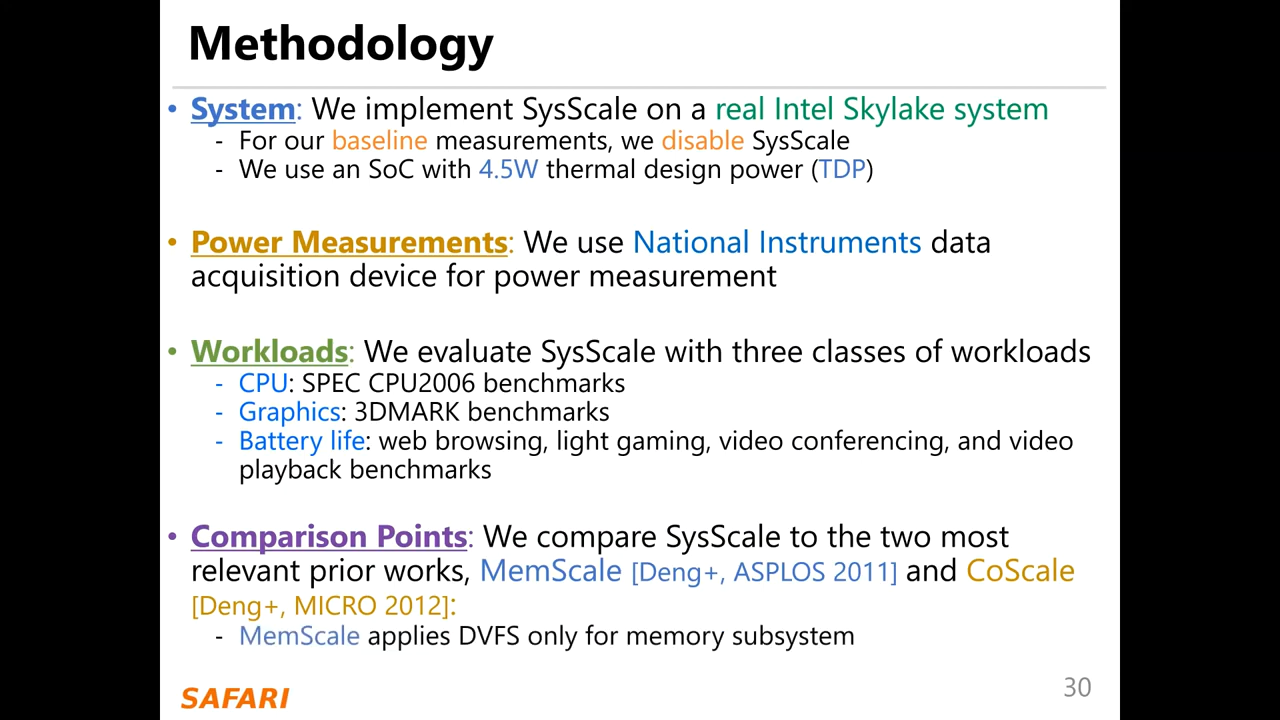 Methodology
• System: We implement SysScale on a real Intel Skylake system
- For our baseline measurements, we disable SysScale
- We use an SoC with 4.5W thermal design power (TDP)
• Power Measurements: We use National Instruments data
acquisition device for power measurement
• Workloads: We evaluate SysScale with three classes of workloads
- CPU: SPEC CPU2006 benchmarks
- Graphics: 3DMARK benchmarks
- Battery life: web browsing, light gaming, video conferencing, and video
playback benchmarks
• Comparison Points: We compare SysScale to the two most
relevant prior works, MemScale [Deng+, ASPLOS 2011] and CoScale
[Deng+, MICRO 2012]:
- MemScale applies DVFS only for memory subsystem
SAFARI
30